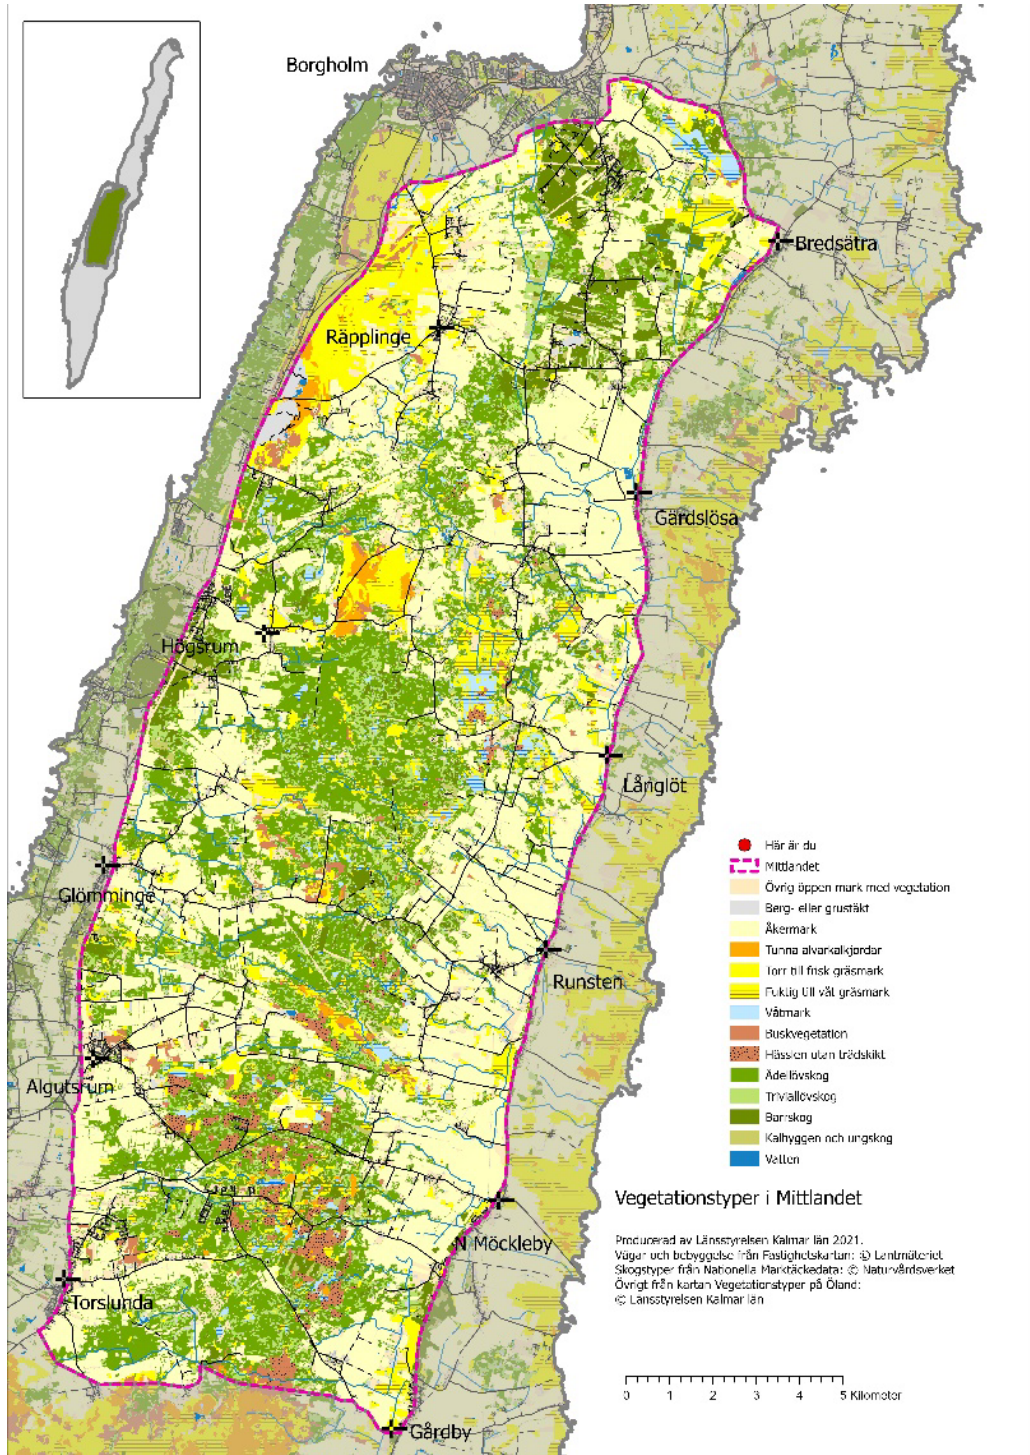 Borgholm
Bredsätra
Räpplinge
Gärdslösa
Högsrum
Långlöt
Glömminge
Runsten
Algutsrum
N Möckleby
Torslunda
Gårdby
Här är du
Mittlandet
Övrig öppen mark med vegetation
Berg- eller grustäkt
Åkermark
Tunna alvarkalkjordar
Torr till frisk gräsmark
Fuktig till våt gräsmark
Våtmark
Buskvegetation
Hässlen utan trädskikt
Ädellövskog
Triviallövskog
Barrskog
Kalhyggen och ungskog
Vatten
Vegetationstyper i Mittlandet
Producerad av Länsstyrelsen Kalmar län 2021.
Vägar och bebyggelse från Fastighetskartan: © Lantmäteriet
Skogstyper från Nationella Marktäckedata: © Naturvårdsverket
Övrigt från kartan Vegetationstyper på Öland:
© Länsstyrelsen Kalmar län
0 1 2 3 4 5 Kilometer